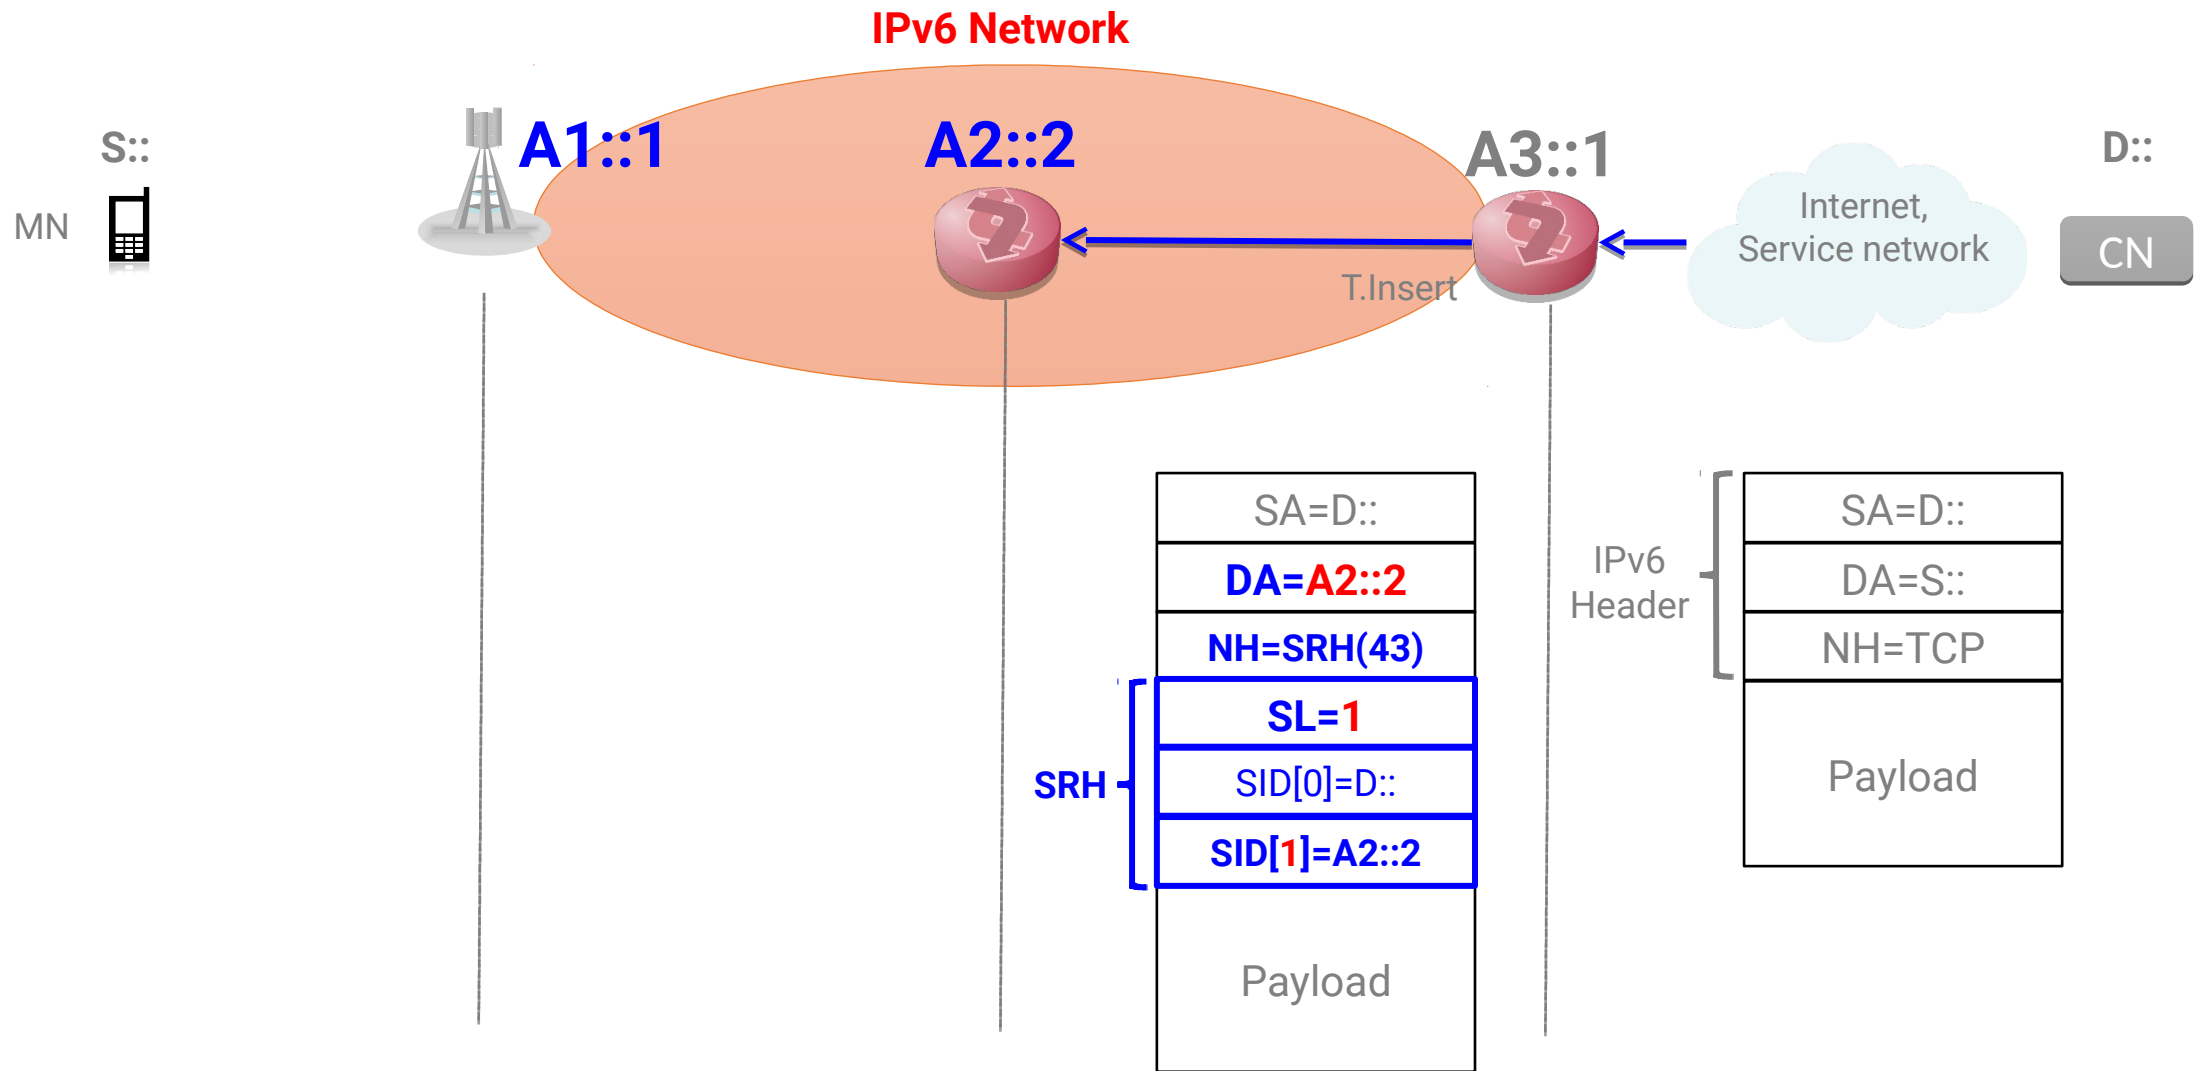 IPv6 Network
S::
A1::1
A2::2
A3::1
D::
MN
Internet,
Service network
CN
T.Insert
SA=D::
DA=A2::2
NH=SRH(43)
SRH
SL=1
SID[0]=D::
SID[1]=A2::2
Payload
IPv6
Header
SA=D::
DA=S::
NH=TCP
Payload